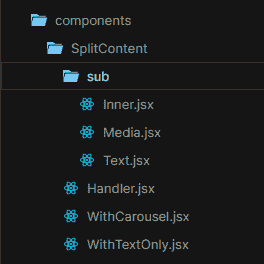 components
SplitContent
sub
Inner.jsx
Media.jsx
Text.jsx
Handler.jsx
WithCarousel.jsx
WithTextOnly.jsx